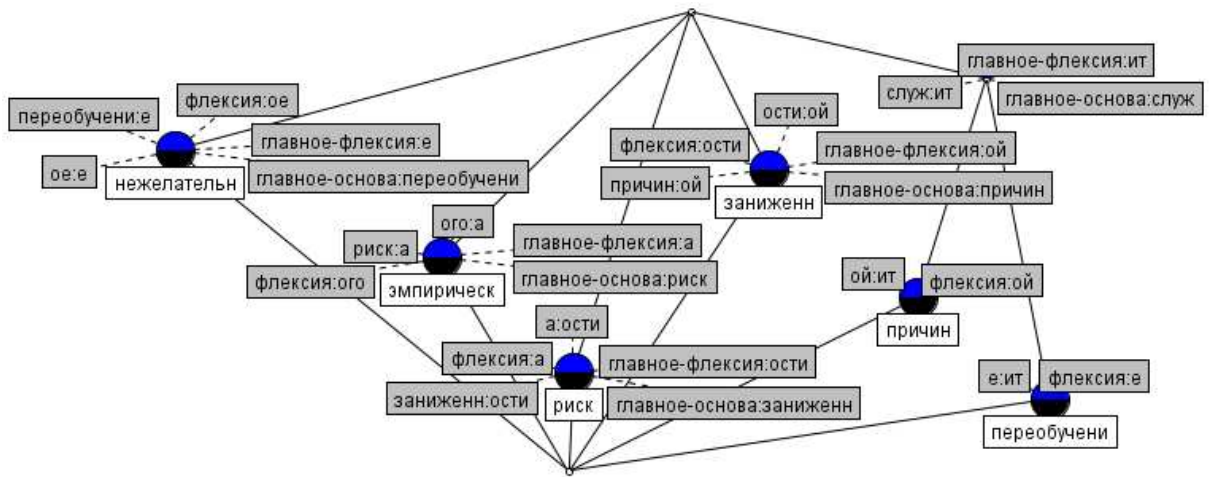 главное-флексия:ит
служ:ит
главное-основа:служ
флексия:ое
переобучени:е
главное-флексия:е
ое:е
главное-основа:переобучени
нежелательн
ости:ой
флексия:ости
главное-флексия:ой
причин:ой
главное-основа:причин
заниженн
ого:а
риск:а
главное-флексия:а
флексия:ого
главное-основа:риск
эмпирическ
ой:ит
флексия:ой
причин
а:ости
флексия:а
главное-флексия:ости
заниженн:ости
главное-основа:заниженн
риск
е:ит
флексия:е
переобучени